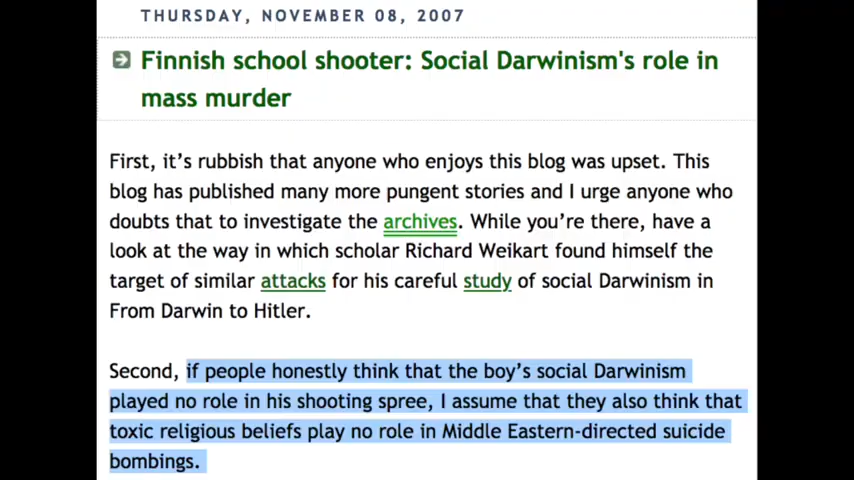 THURSDAY, NOVEMBER 08, 2007
Finnish school shooter: Social Darwinism's role in
mass murder
First, it’s rubbish that anyone who enjoys this blog was upset. This
blog has published many more pungent stories and I urge anyone who
doubts that to investigate the archives. While you’re there, have a
look at the way in which scholar Richard Weikart found himself the
target of similar attacks for his careful study of social Darwinism in
From Darwin to Hitler.
Second, if people honestly think that the boy’s social Darwinism
played no role in his shooting spree, I assume that they also think that
toxic religious beliefs play no role in Middle Eastern-directed suicide
bombings.